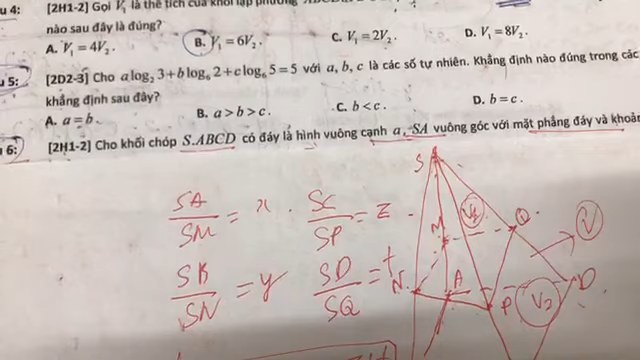 u 4: [2H1-2] Gọi V₁ là thể tích của khối lập phương
nào sau đây là đúng?
A. V₁ = 4V₂. B. V₁ = 6V₂. C. V₁ = 2V₂. D. V₁ = 8V₂.
u 5: [2D2-3] Cho a log₆ 3 + b log₆ 2 + c log₆ 5 = 5 với a, b, c là các số tự nhiên. Khẳng định nào đúng trong các
khẳng định sau đây?
A. a = b. B. a > b > c. C. b < c. D. b = c.
u 6: [2H1-2] Cho khối chóp S.ABCD có đáy là hình vuông cạnh a, SA vuông góc với mặt phẳng đáy và khoản
SA/SM = x . SC/SP = z .
SB/SN = y SD/SQ = t
S
M V₁ Q V
N A P V₂ D